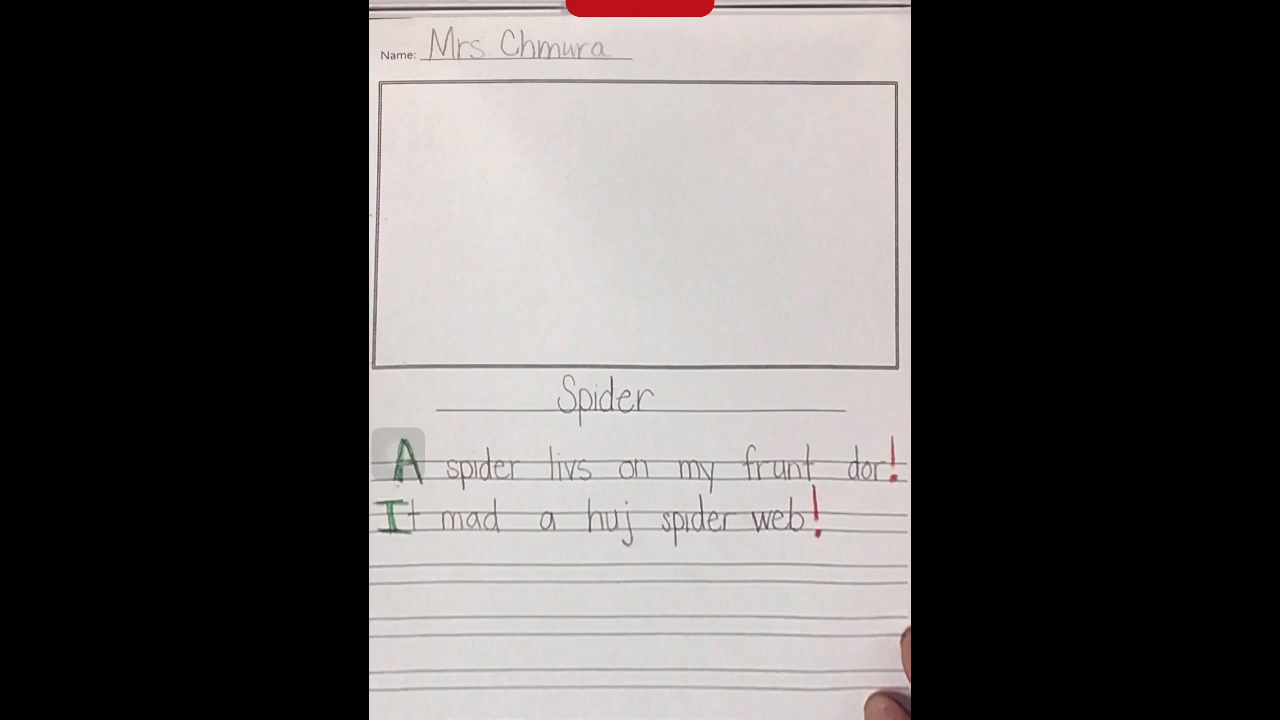 Name: Mrs Chmura
Spider
A spider livs on my frunt dor!
It mad a huj spider web!